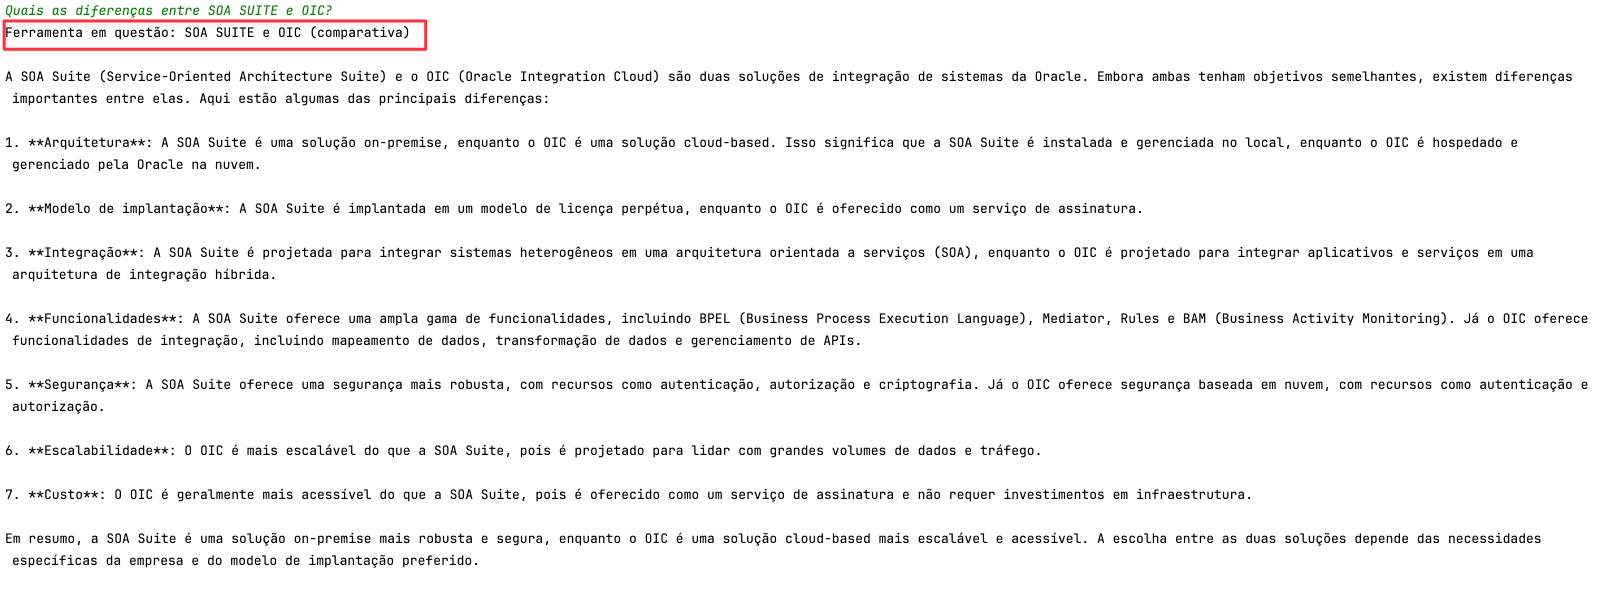 Quais as diferenças entre SOA SUITE e OIC?
Ferramenta em questão: SOA SUITE e OIC (comparativa)
A SOA Suite (Service-Oriented Architecture Suite) e o OIC (Oracle Integration Cloud) são duas soluções de integração de sistemas da Oracle. Embora ambas tenham objetivos semelhantes, existem diferenças
importantes entre elas. Aqui estão algumas das principais diferenças:
1. **Arquitetura**: A SOA Suite é uma solução on-premise, enquanto o OIC é uma solução cloud-based. Isso significa que a SOA Suite é instalada e gerenciada no local, enquanto o OIC é hospedado e
gerenciado pela Oracle na nuvem.
2. **Modelo de implantação**: A SOA Suite é implantada em um modelo de licença perpétua, enquanto o OIC é oferecido como um serviço de assinatura.
3. **Integração**: A SOA Suite é projetada para integrar sistemas heterogêneos em uma arquitetura orientada a serviços (SOA), enquanto o OIC é projetado para integrar aplicativos e serviços em uma
arquitetura de integração híbrida.
4. **Funcionalidades**: A SOA Suite oferece uma ampla gama de funcionalidades, incluindo BPEL (Business Process Execution Language), Mediator, Rules e BAM (Business Activity Monitoring). Já o OIC oferece
funcionalidades de integração, incluindo mapeamento de dados, transformação de dados e gerenciamento de APIs.
5. **Segurança**: A SOA Suite oferece uma segurança mais robusta, com recursos como autenticação, autorização e criptografia. Já o OIC oferece segurança baseada em nuvem, com recursos como autenticação e
autorização.
6. **Escalabilidade**: O OIC é mais escalável do que a SOA Suite, pois é projetado para lidar com grandes volumes de dados e tráfego.
7. **Custo**: O OIC é geralmente mais acessível do que a SOA Suite, pois é oferecido como um serviço de assinatura e não requer investimentos em infraestrutura.
Em resumo, a SOA Suite é uma solução on-premise mais robusta e segura, enquanto o OIC é uma solução cloud-based mais escalável e acessível. A escolha entre as duas soluções depende das necessidades
específicas da empresa e do modelo de implantação preferido.